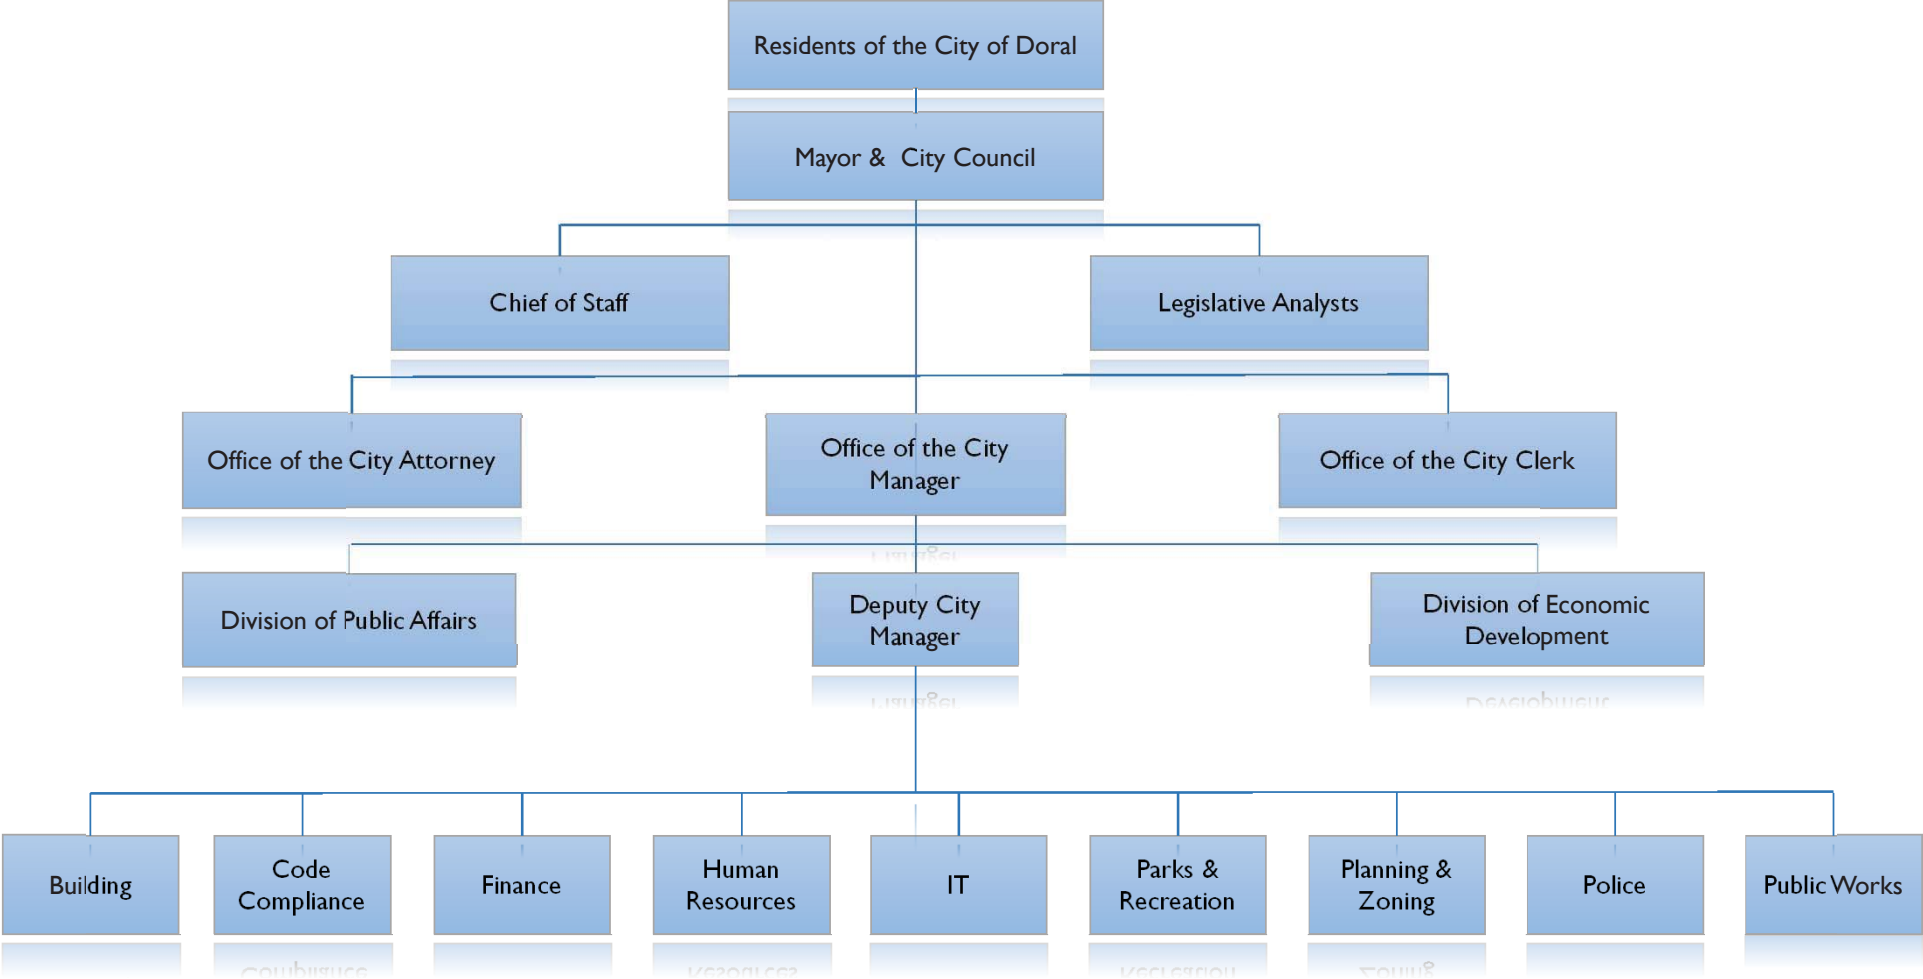 Residents of the City of Doral
Mayor & City Council
Chief of Staff
Legislative Analysts
Office of the City Attorney
Office of the City
Manager
Office of the City Clerk
Division of Public Affairs
Deputy City
Manager
Division of Economic
Development
Building
Code
Compliance
Finance
Human
Resources
IT
Parks &
Recreation
Planning &
Zoning
Police
Public Works